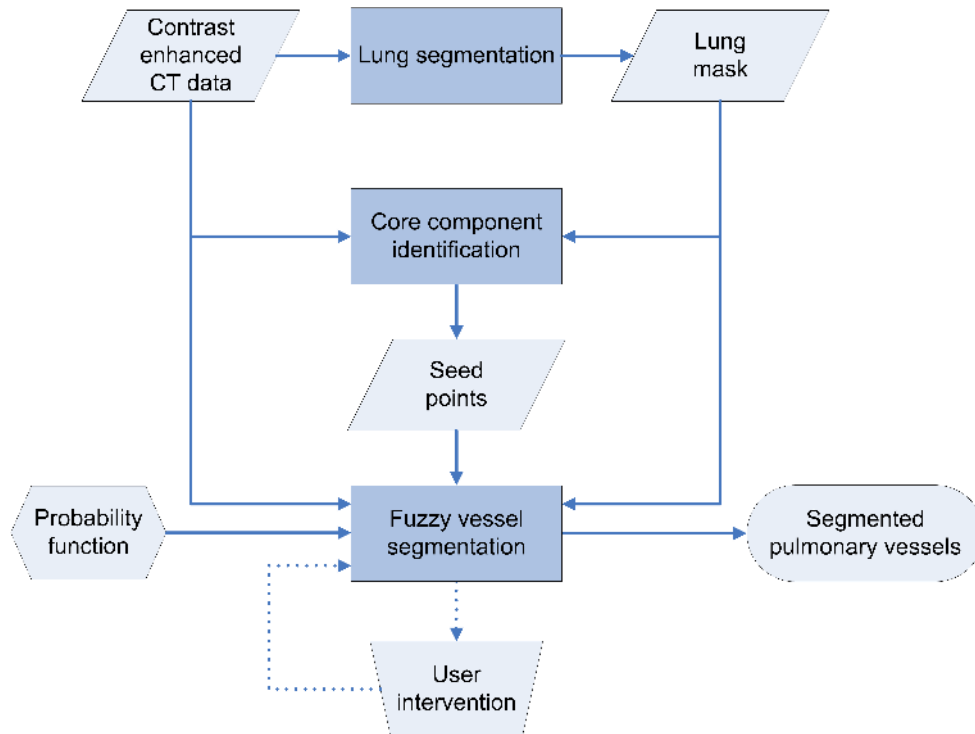 Contrast
enhanced
CT data
Lung segmentation
Lung
mask
Core component
identification
Seed
points
Probability
function
Fuzzy vessel
segmentation
Segmented
pulmonary vessels
User
intervention